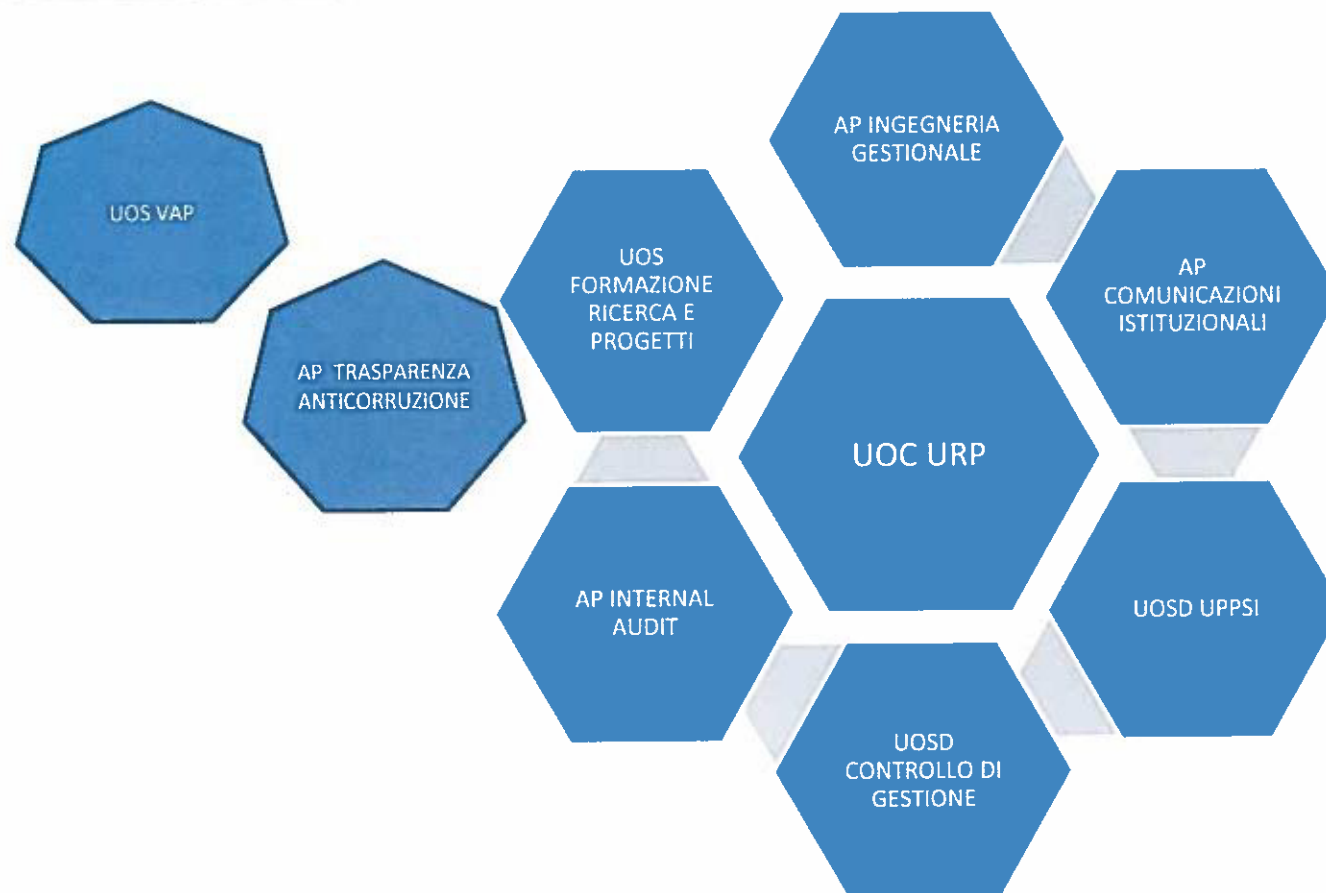 UOS VAP
AP TRASPARENZA
ANTICORRUZIONE
UOS
FORMAZIONE
RICERCA E
PROGETTI
AP INGEGNERIA
GESTIONALE
AP
COMUNICAZIONI
ISTITUZIONALI
UOC URP
AP INTERNAL
AUDIT
UOSD UPPSI
UOSD
CONTROLLO DI
GESTIONE